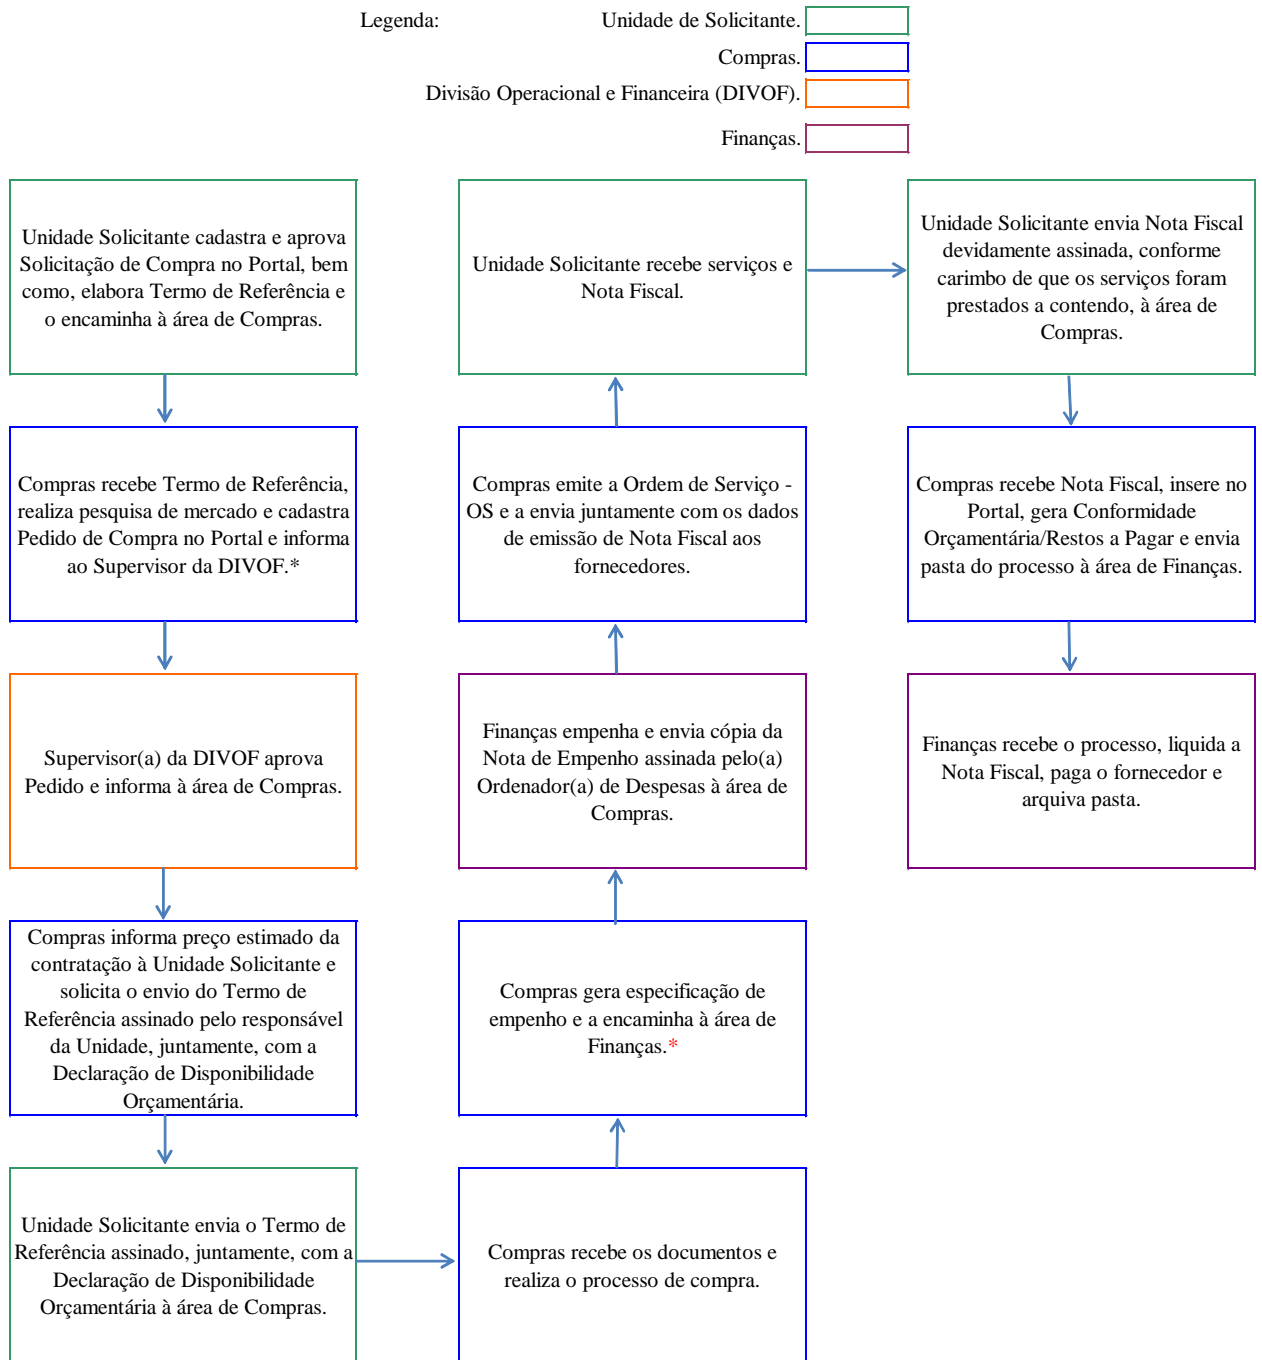 Legenda:
Unidade de Solicitante.
Compras.
Divisão Operacional e Financeira (DIVOF).
Finanças.
Unidade Solicitante cadastra e aprova
Solicitação de Compra no Portal, bem
como, elabora Termo de Referência e
o encaminha à área de Compras.
Compras recebe Termo de Referência,
realiza pesquisa de mercado e cadastra
Pedido de Compra no Portal e informa
ao Supervisor da DIVOF.*
Supervisor(a) da DIVOF aprova
Pedido e informa à área de Compras.
Compras informa preço estimado da
contratação à Unidade Solicitante e
solicita o envio do Termo de
Referência assinado pelo responsável
da Unidade, juntamente, com a
Declaração de Disponibilidade
Orçamentária.
Unidade Solicitante envia o Termo de
Referência assinado, juntamente, com a
Declaração de Disponibilidade
Orçamentária à área de Compras.
Compras recebe os documentos e
realiza o processo de compra.
Compras gera especificação de
empenho e a encaminha à área de
Finanças.*
Finanças empenha e envia cópia da
Nota de Empenho assinada pelo(a)
Ordenador(a) de Despesas à área de
Compras.
Compras emite a Ordem de Serviço -
OS e a envia juntamente com os dados
de emissão de Nota Fiscal aos
fornecedores.
Unidade Solicitante recebe serviços e
Nota Fiscal.
Unidade Solicitante envia Nota Fiscal
devidamente assinada, conforme
carimbo de que os serviços foram
prestados a contendo, à área de
Compras.
Compras recebe Nota Fiscal, insere no
Portal, gera Conformidade
Orçamentária/Restos a Pagar e envia
pasta do processo à área de Finanças.
Finanças recebe o processo, liquida a
Nota Fiscal, paga o fornecedor e
arquiva pasta.